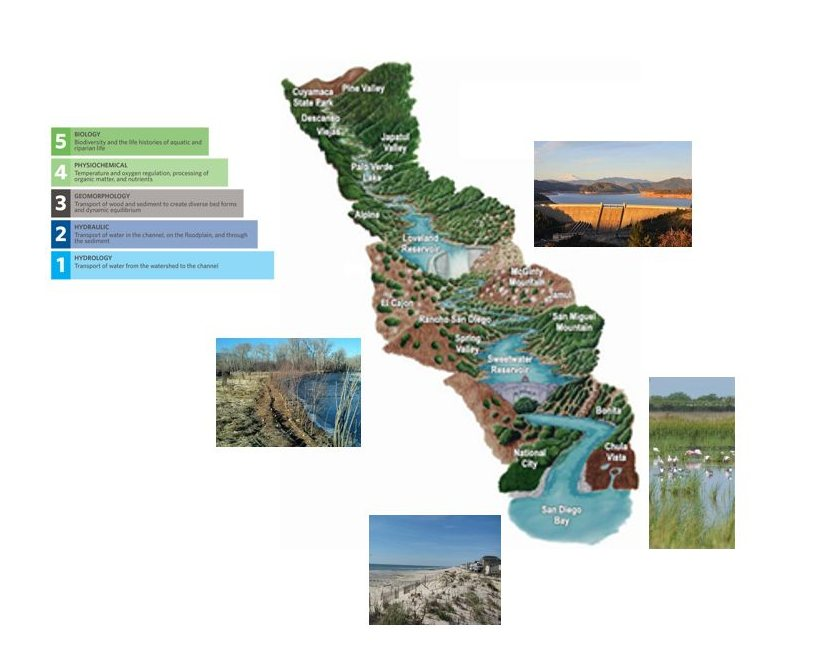 5 BIOLOGY
Biodiversity and the life histories of aquatic and
riparian life
4 PHYSIOCHEMICAL
Temperature and oxygen regulation, processing of
organic matter, and nutrients
3 GEOMORPHOLOGY
Transport of wood and sediment to create diverse bed forms
and dynamic equilibrium
2 HYDRAULIC
Transport of water in the channel, on the floodplain, and through
the sediment
1 HYDROLOGY
Transport of water from the watershed to the channel
Cuyamaca
State Park
Pine Valley
Descanso
Viejas
Japatul
Valley
Palo Verde
Lake
Alpine
Loveland
Reservoir
McGinty
Mountain
Jamul
El Cajon
Rancho San Diego
San Miguel
Mountain
Spring
Valley
Sweetwater
Reservoir
Bonita
National
City
Chula
Vista
San Diego
Bay